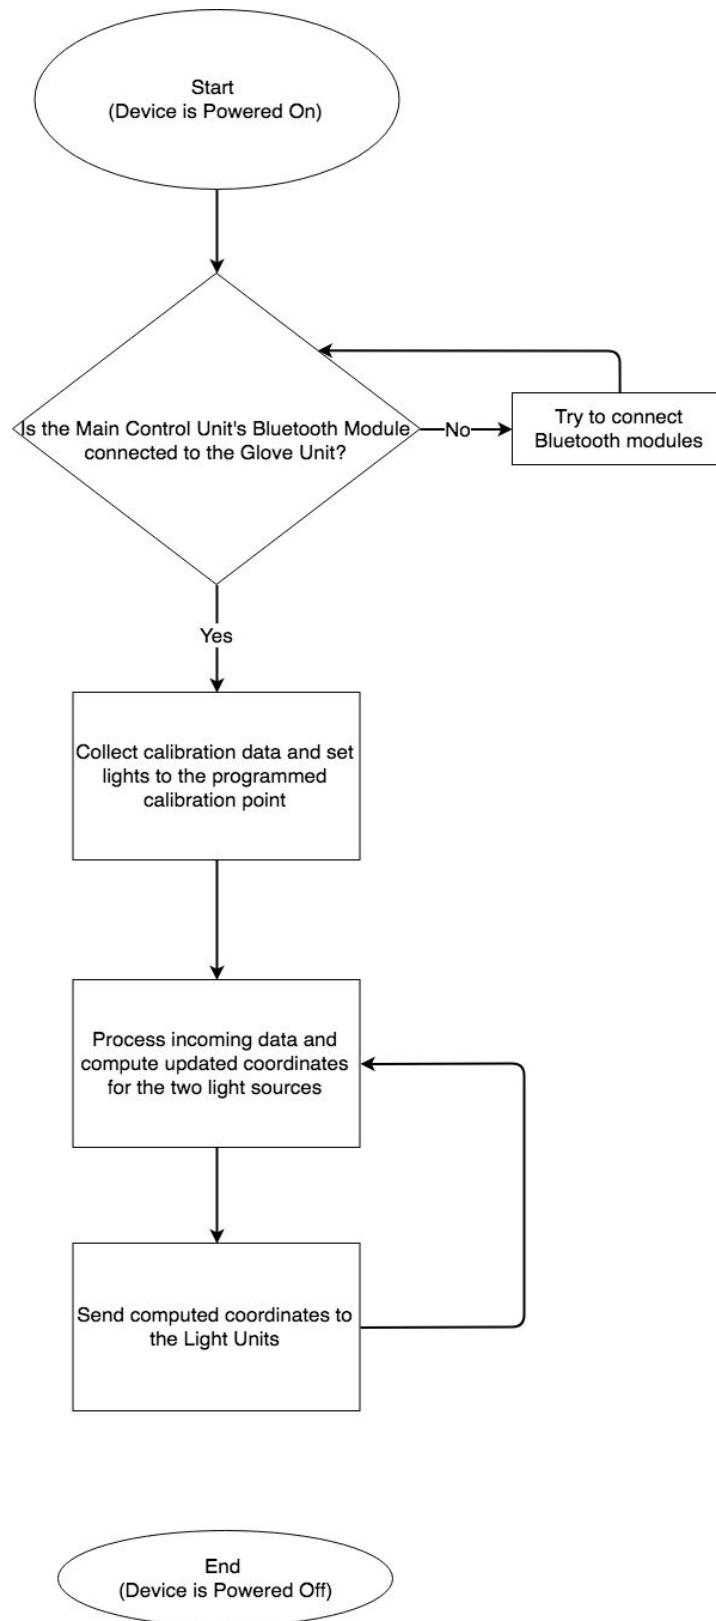 Start
(Device is Powered On)
Is the Main Control Unit's Bluetooth Module
connected to the Glove Unit?
No
Try to connect
Bluetooth modules
Yes
Collect calibration data and set
lights to the programmed
calibration point
Process incoming data and
compute updated coordinates
for the two light sources
Send computed coordinates to
the Light Units
End
(Device is Powered Off)